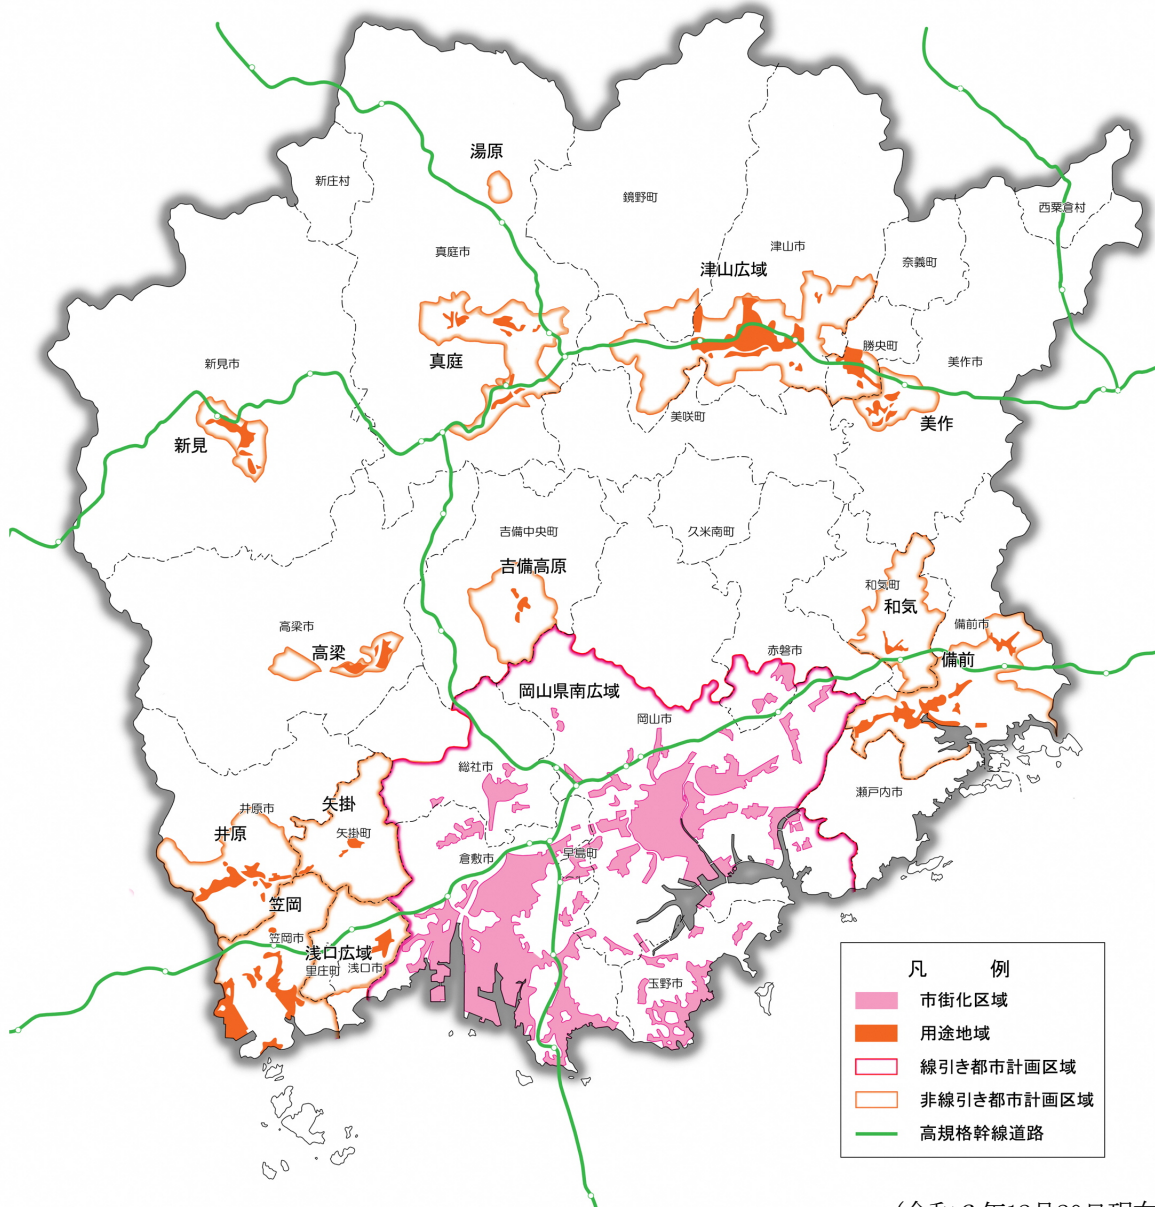 湯原
新庄村
鏡野町
西粟倉村
真庭市
津山市
奈義町
津山広域
新見市
真庭
勝央町
美作市
美咲町
美作
新見
吉備中央町
久米南町
吉備高原
和気町
和気
高梁市
高梁
備前市
備前
赤磐市
岡山県南広域
岡山市
総社市
瀬戸内市
矢掛
井原市
井原
矢掛町
倉敷市
早島町
笠岡
笠岡市
浅口広域
里庄町
浅口市
玉野市
凡 例
市街化区域
用途地域
線引き都市計画区域
非線引き都市計画区域
高規格幹線道路